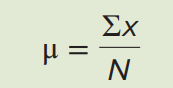 μ = Σx / N